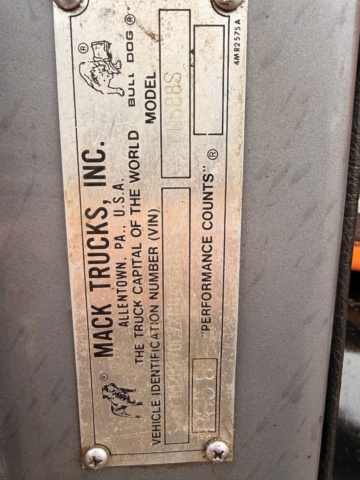 MACK TRUCKS, INC.
ALLENTOWN, PA., U.S.A.
THE TRUCK CAPITAL OF THE WORLD
VEHICLE IDENTIFICATION NUMBER (VIN)
"PERFORMANCE COUNTS"®
®
BULL DOG®
MODEL
4MR2575A